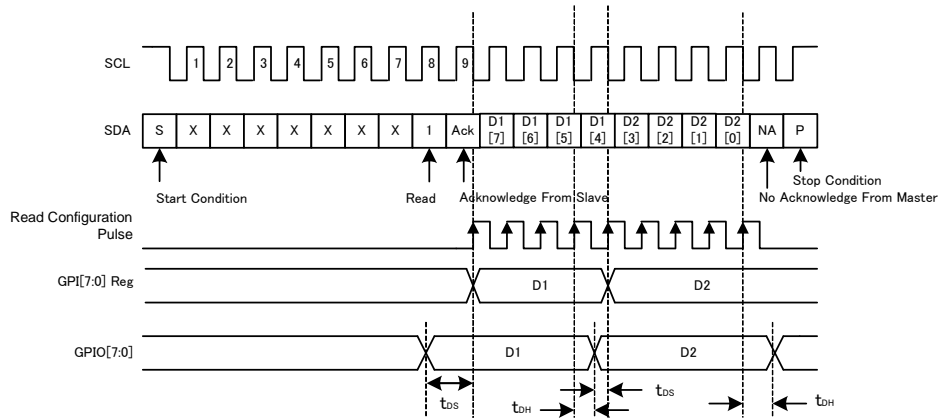 SCL 1 2 3 4 5 6 7 8 9
SDA S X X X X X X X 1 Ack D1 [7] D1 [6] D1 [5] D1 [4] D2 [3] D2 [2] D2 [1] D2 [0] NA P
Stop Condition
Start Condition Read Acknowledge From Slave No Acknowledge From Master
Read Configuration
Pulse
GPI[7:0] Reg D1 D2
GPIO[7:0] D1 D2
tDS tDH tDS tDH